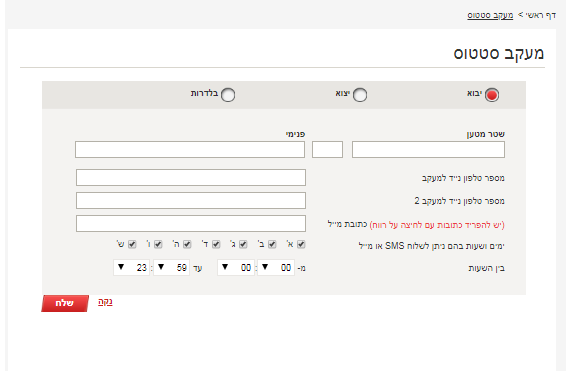 דף ראשי > מעקב סטטוס
מעקב סטטוס
יבוא יצוא בלדרות
שטר מטען פנימי
מספר טלפון נייד למעקב
מספר טלפון נייד למעקב 2
כתובת מייל (יש להפריד כתובות עם לחיצה על רווח)
ימים ושעות בהם ניתן לשלוח SMS או מייל א' ב' ג' ד' ה' ו' ש'
בין השעות מ- 00 : 00 עד 59 : 23
נקה שלח